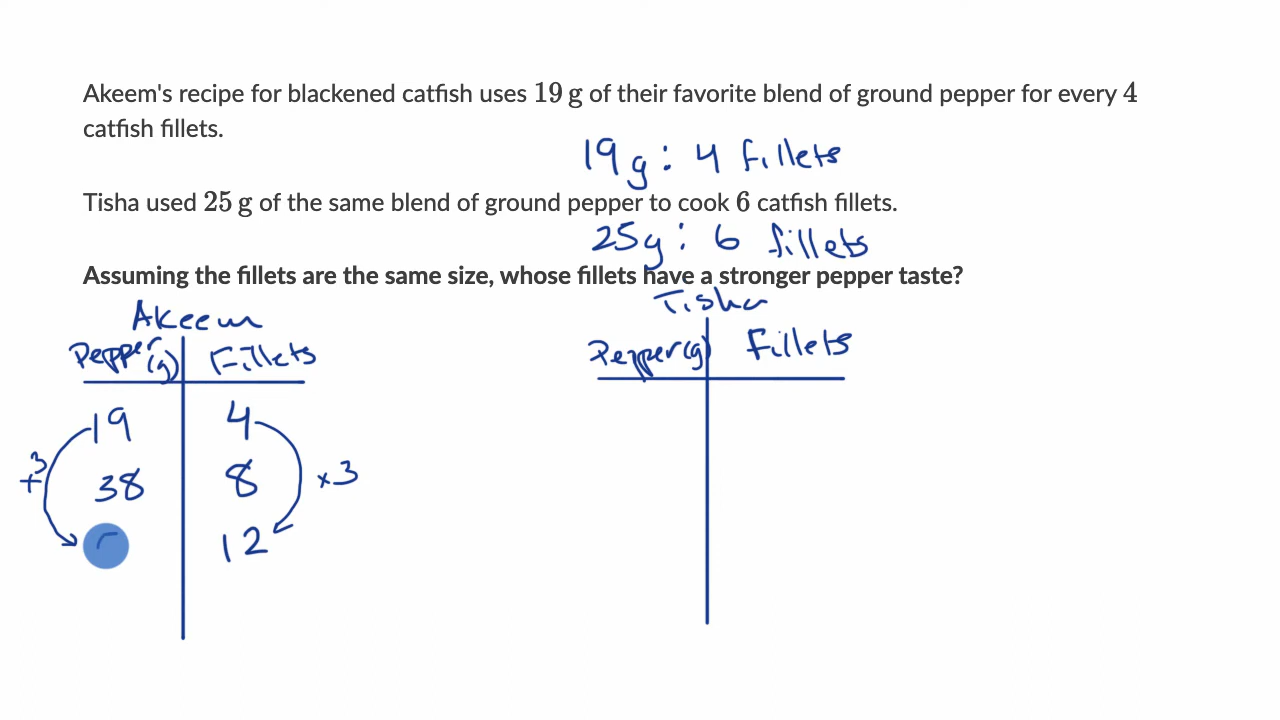 Akeem's recipe for blackened catfish uses 19 g of their favorite blend of ground pepper for every 4
catfish fillets.
19g : 4 fillets
Tisha used 25 g of the same blend of ground pepper to cook 6 catfish fillets.
25g : 6 fillets
Assuming the fillets are the same size, whose fillets have a stronger pepper taste?
Akeem
Pepper (g) Fillets
19 4
38 8
12
×3
×3
Tisha
Pepper (g) Fillets